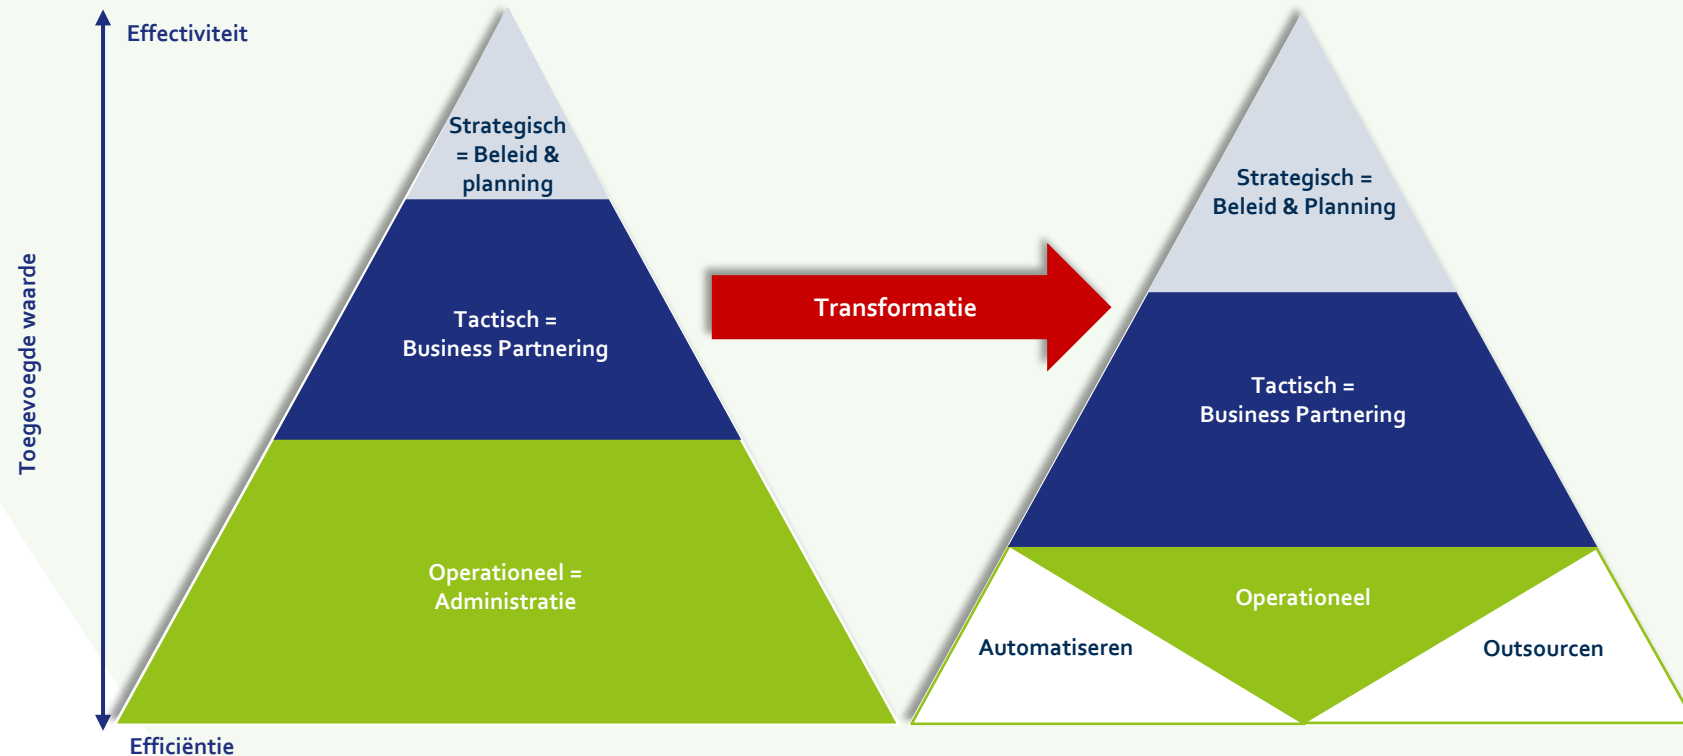 Effectiviteit
Toegevoegde waarde
Efficiëntie
Strategisch
= Beleid &
planning
Tactisch =
Business Partnering
Operationeel =
Administratie
Transformatie
Strategisch =
Beleid & Planning
Tactisch =
Business Partnering
Operationeel
Automatiseren
Outsourcen